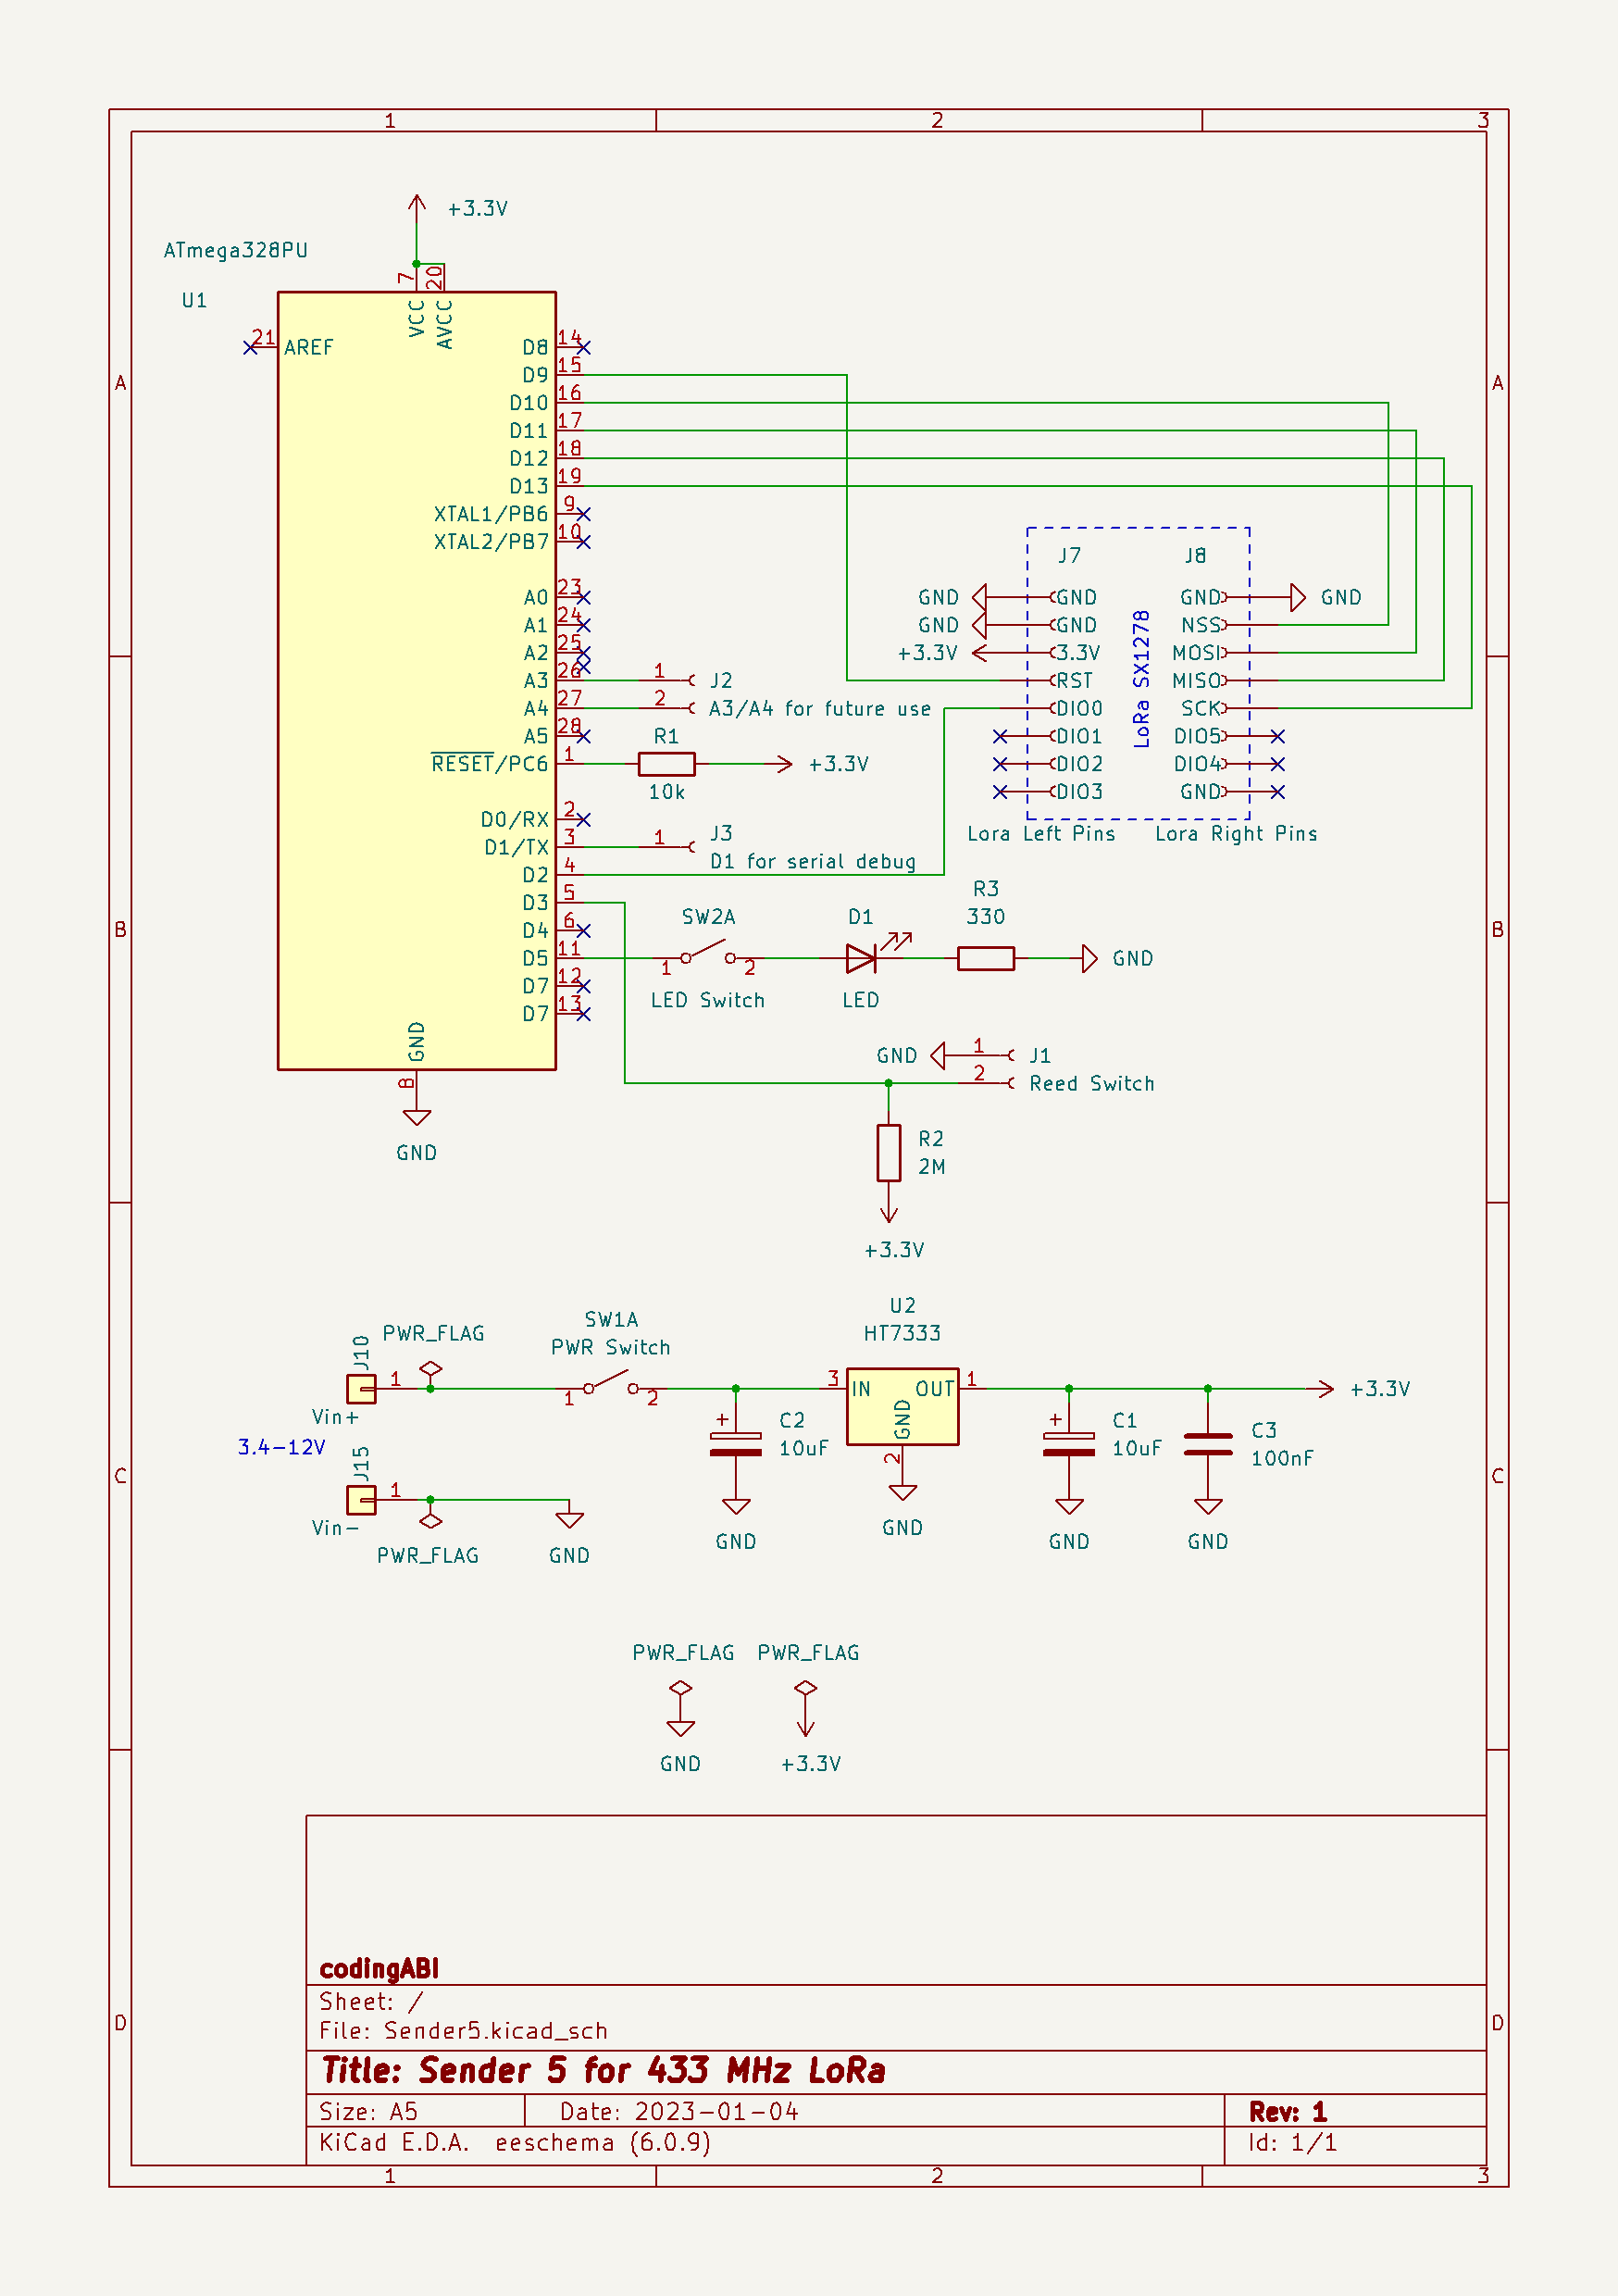 1 2 3
+3.3V
ATmega328PU
U1
7 20
VCC AVCC
21 AREF
D8 14
D9 15
D10 16
D11 17
D12 18
D13 19
XTAL1/PB6 9
XTAL2/PB7 10
A A
J7 J8
A0 23
A1 24
A2 25
A3 26
A4 27
A5 28
RESET/PC6 1
GND GND GND GND
GND GND NSS
+3.3V 3.3V MOSI
RST MISO
DIO0 SCK
DIO1 DIO5
DIO2 DIO4
DIO3 GND
LoRa SX1278
Lora Left Pins Lora Right Pins
1 J2
2 A3/A4 for future use
R1
10k
+3.3V
D0/RX 2
D1/TX 3
D2 4
D3 5
D4 6
D5 11
D7 12
D7 13
1 J3
D1 for serial debug
B B
SW2A
1 2
LED Switch
D1
LED
R3
330
GND
GND
8
GND
GND 1 J1
2 Reed Switch
R2
2M
+3.3V
U2
HT7333
SW1A
PWR Switch
1 2
PWR_FLAG
J10
1
Vin+
3.4-12V
J15
1
Vin-
PWR_FLAG
GND
3 IN OUT 1
GND
2
GND
+
C2
10uF
GND
+
C1
10uF
GND
C3
100nF
GND
+3.3V
C C
PWR_FLAG PWR_FLAG
GND +3.3V
codingABI
Sheet: /
File: Sender5.kicad_sch
D D
Title: Sender 5 for 433 MHz LoRa
Size: A5 Date: 2023-01-04 Rev: 1
KiCad E.D.A. eeschema (6.0.9) Id: 1/1
1 2 3